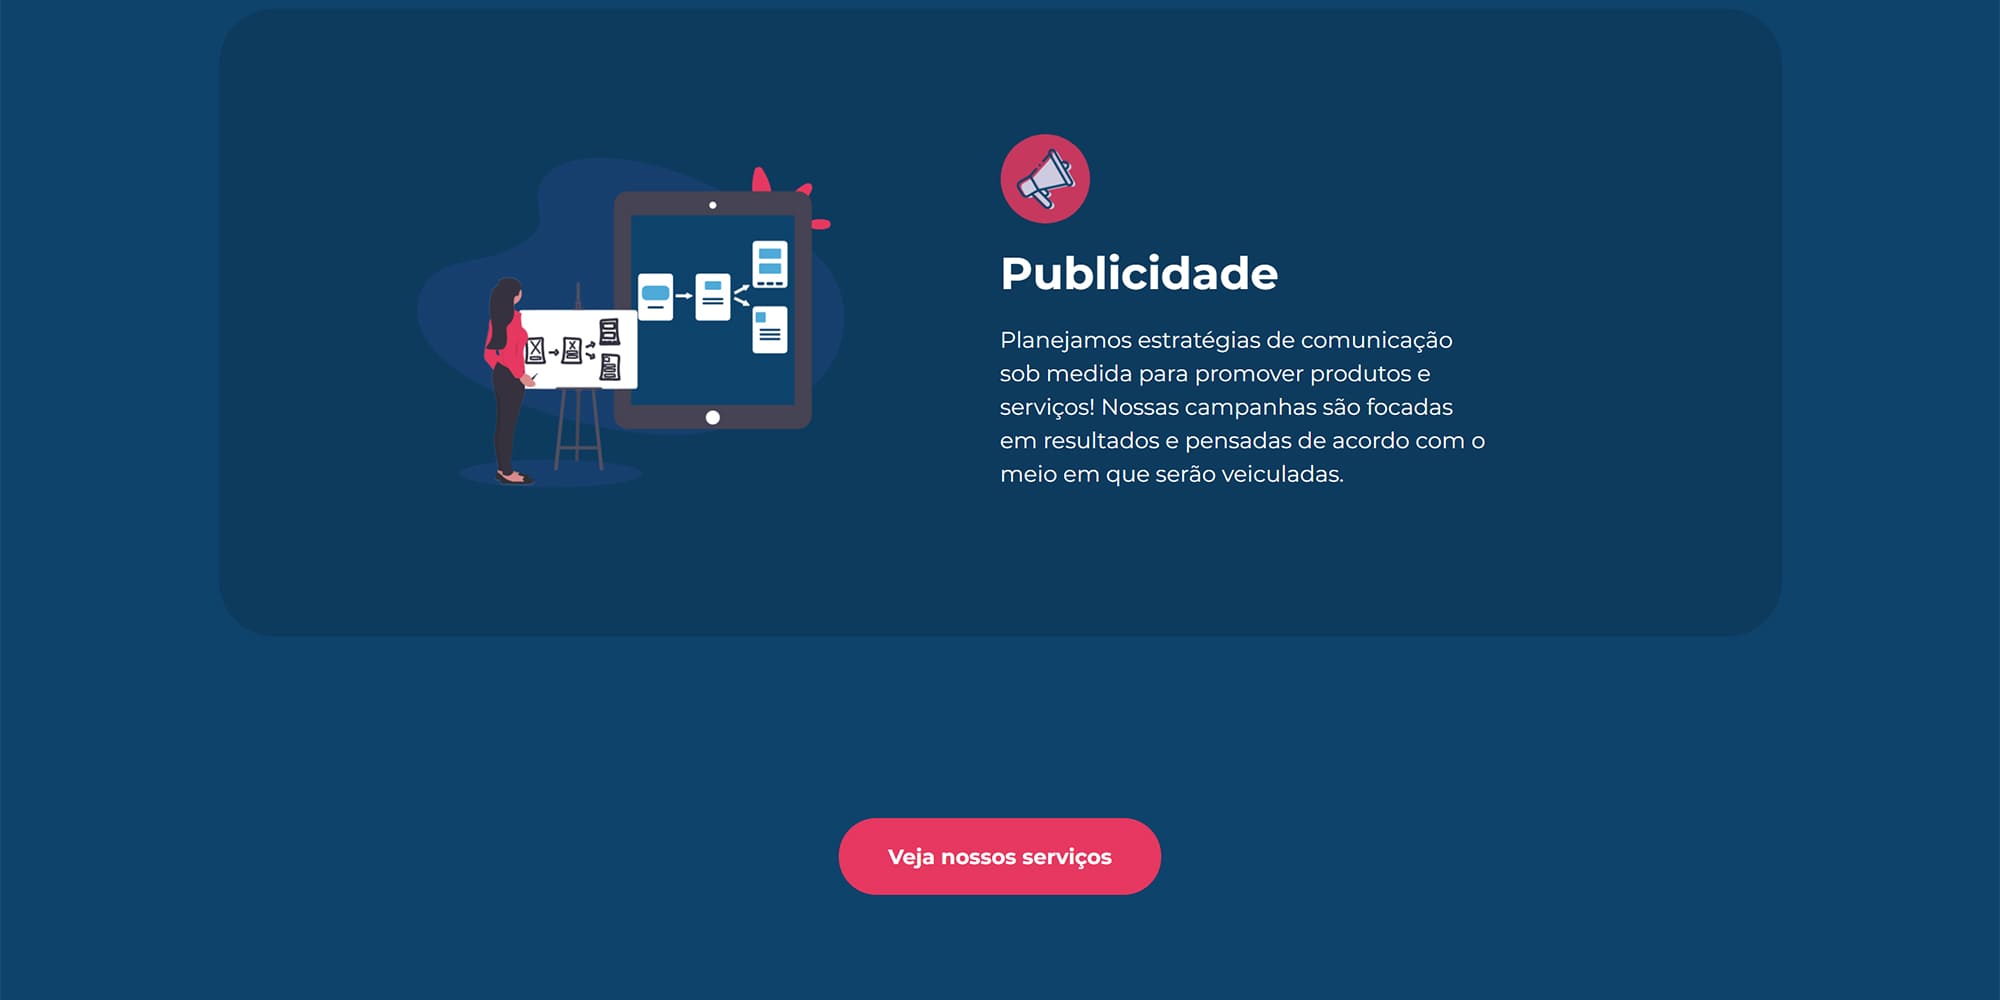 Publicidade
Planejamos estratégias de comunicação
sob medida para promover produtos e
serviços! Nossas campanhas são focadas
em resultados e pensadas de acordo com o
meio em que serão veiculadas.
Veja nossos serviços